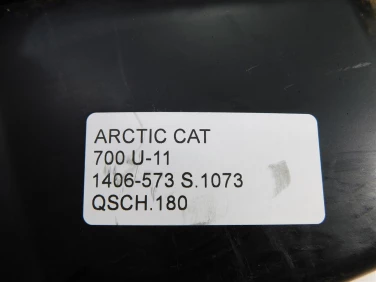 ARCTIC CAT
700 U-11
1406-573 S.1073
QSCH.180